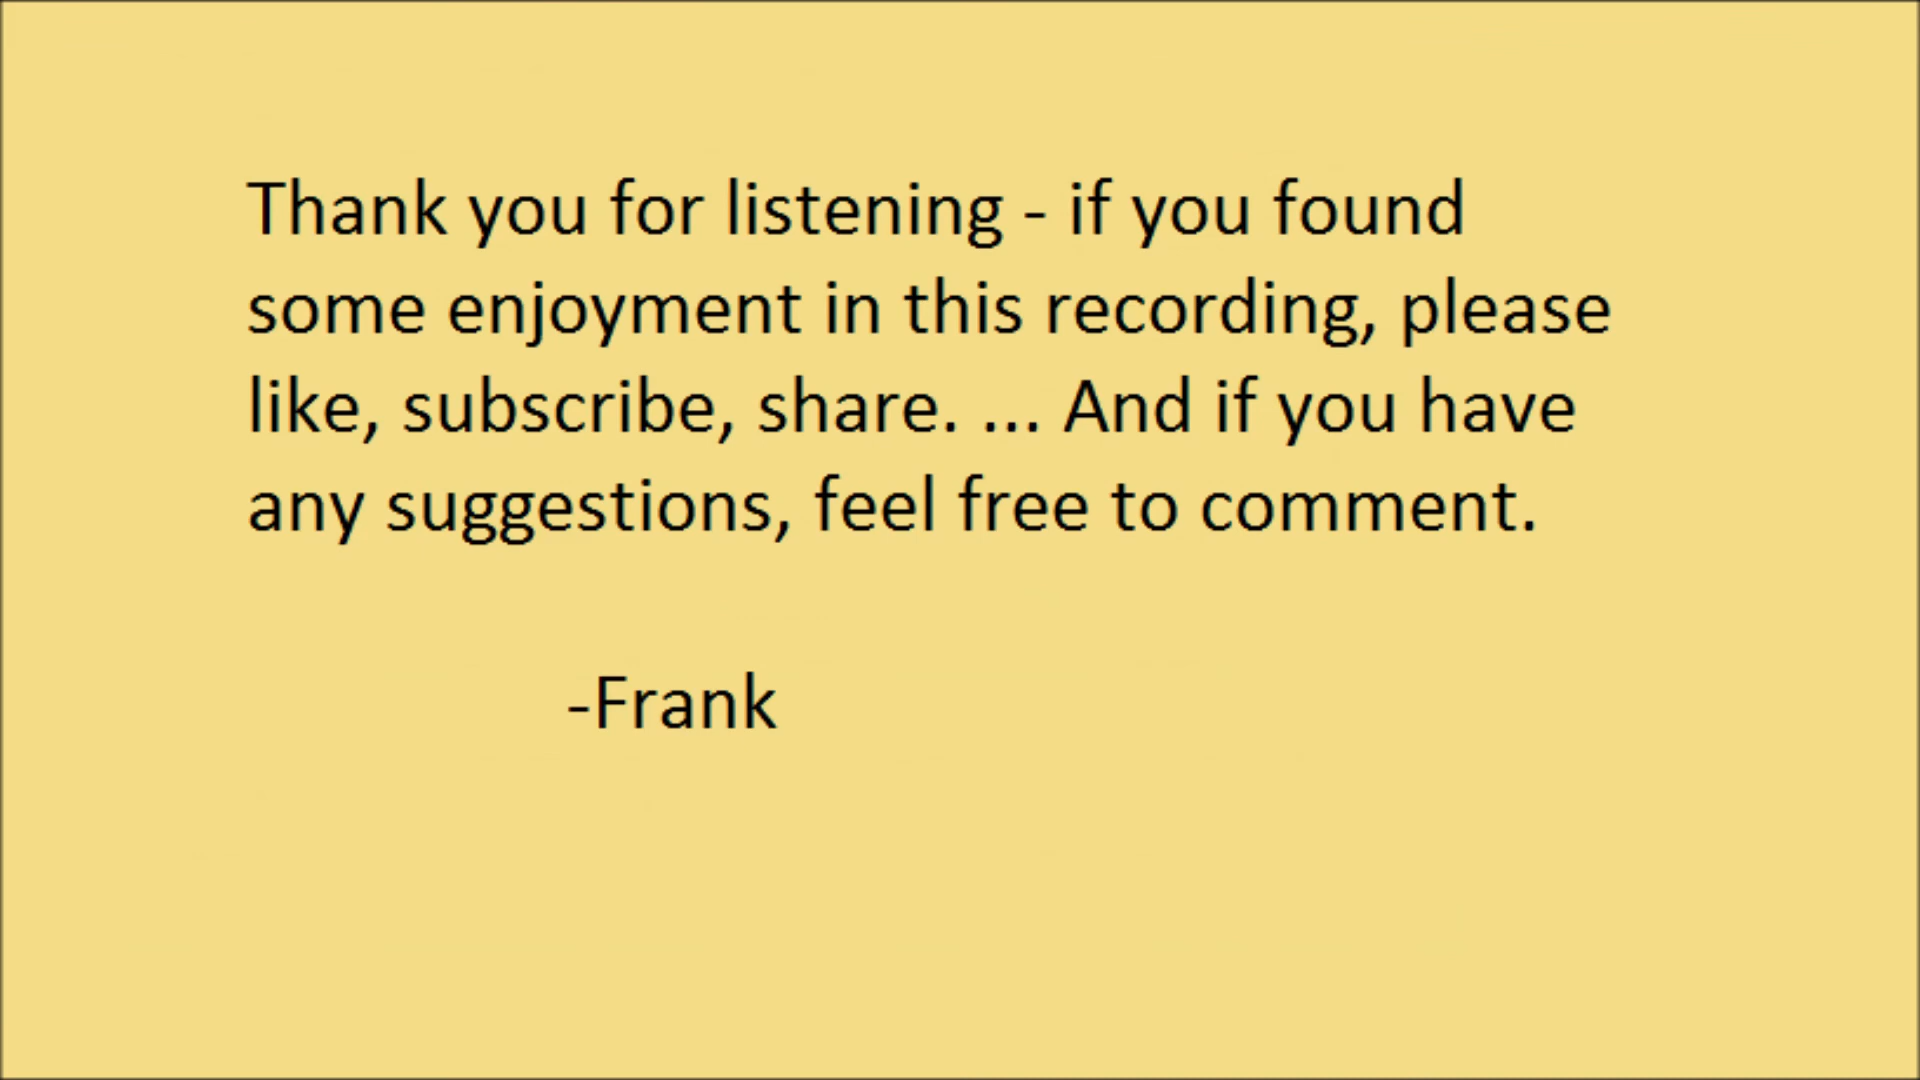 Thank you for listening - if you found
some enjoyment in this recording, please
like, subscribe, share. ... And if you have
any suggestions, feel free to comment.
-Frank